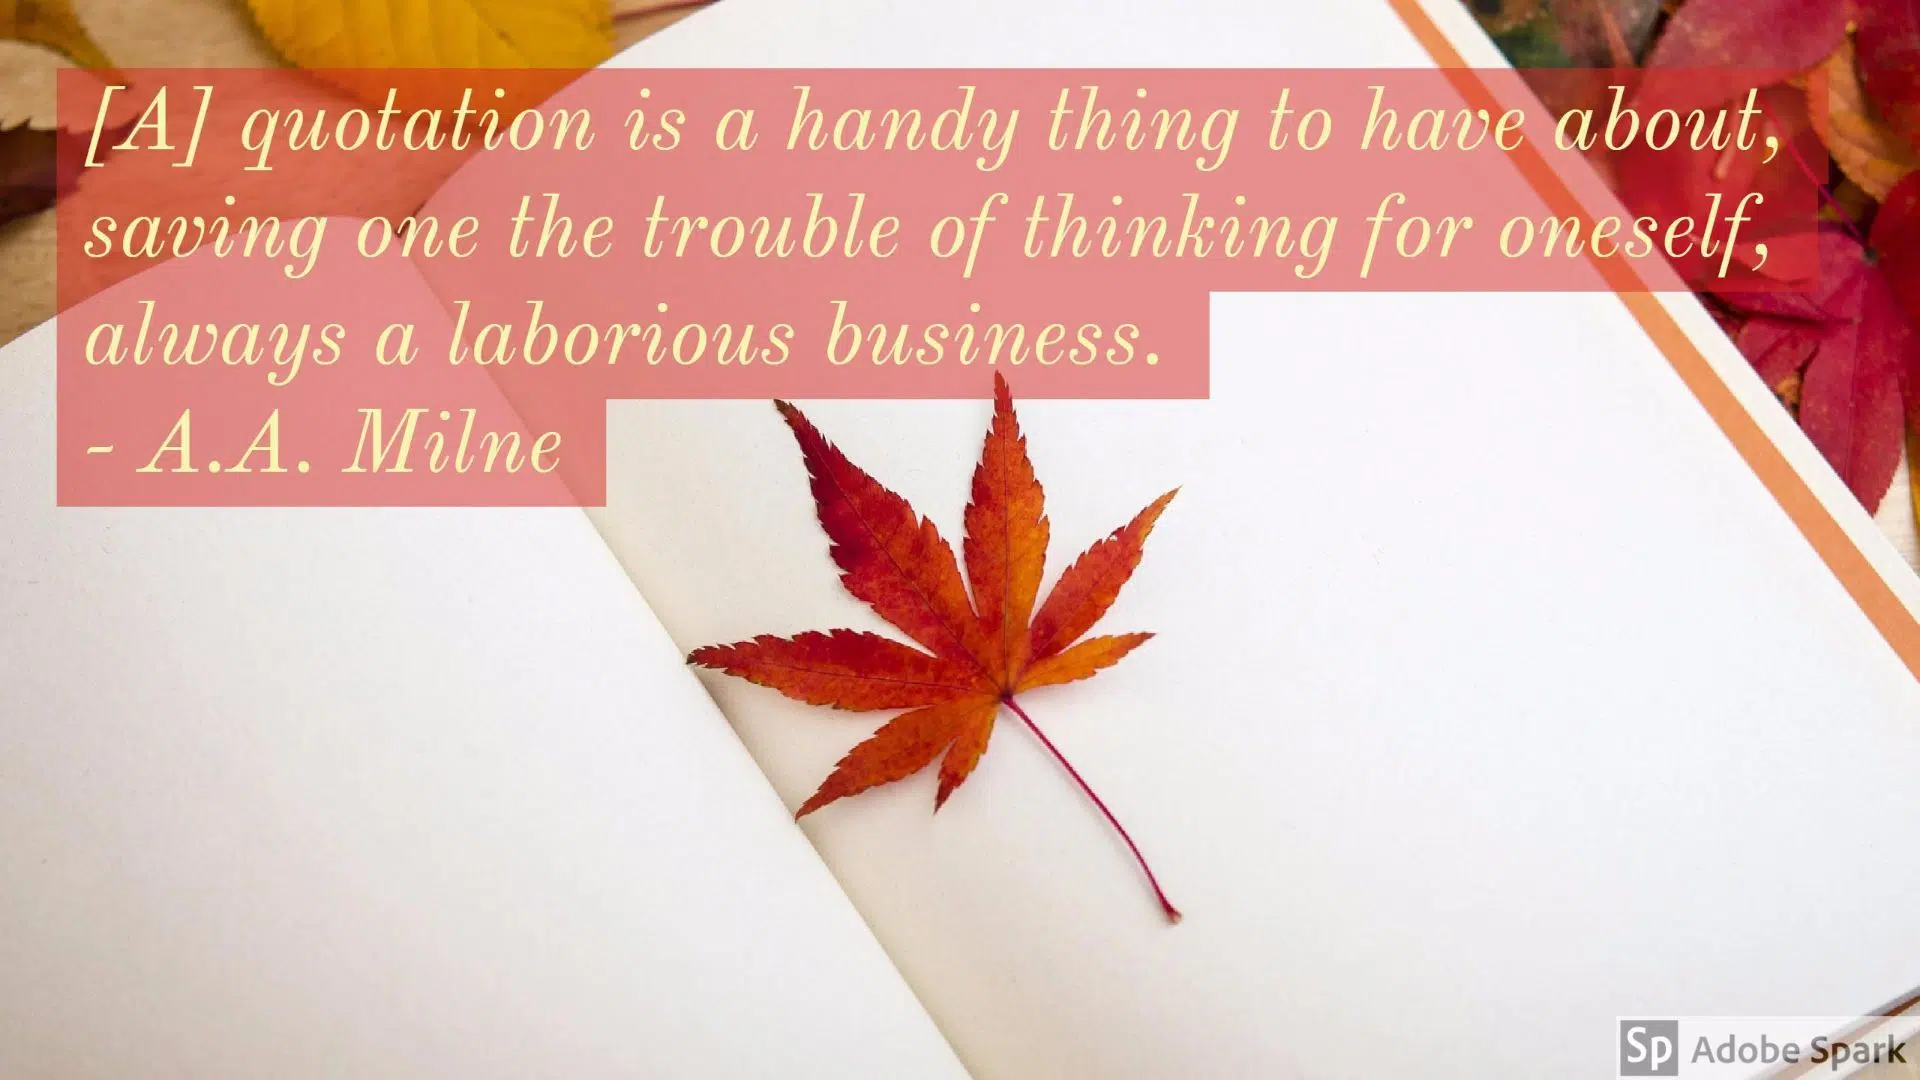 [A] quotation is a handy thing to have about,
saving one the trouble of thinking for oneself,
always a laborious business.
- A.A. Milne
Sp Adobe Spark